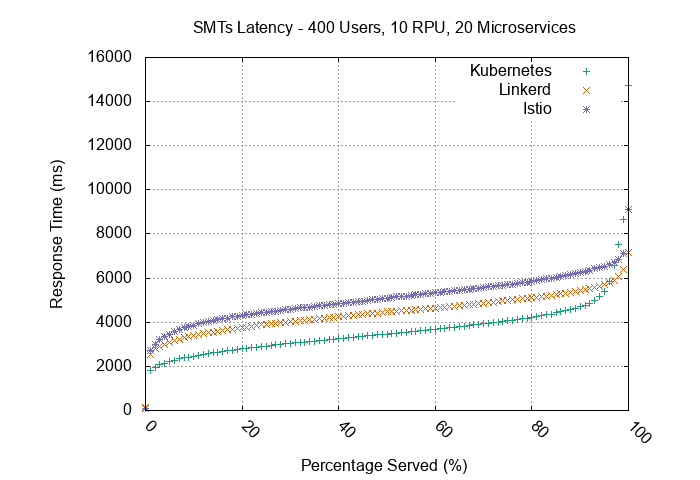 SMTs Latency - 400 Users, 10 RPU, 20 Microservices
16000
14000
12000
10000
8000
6000
4000
2000
0
Response Time (ms)
Kubernetes
Linkerd
Istio
0
20
40
60
80
100
Percentage Served (%)